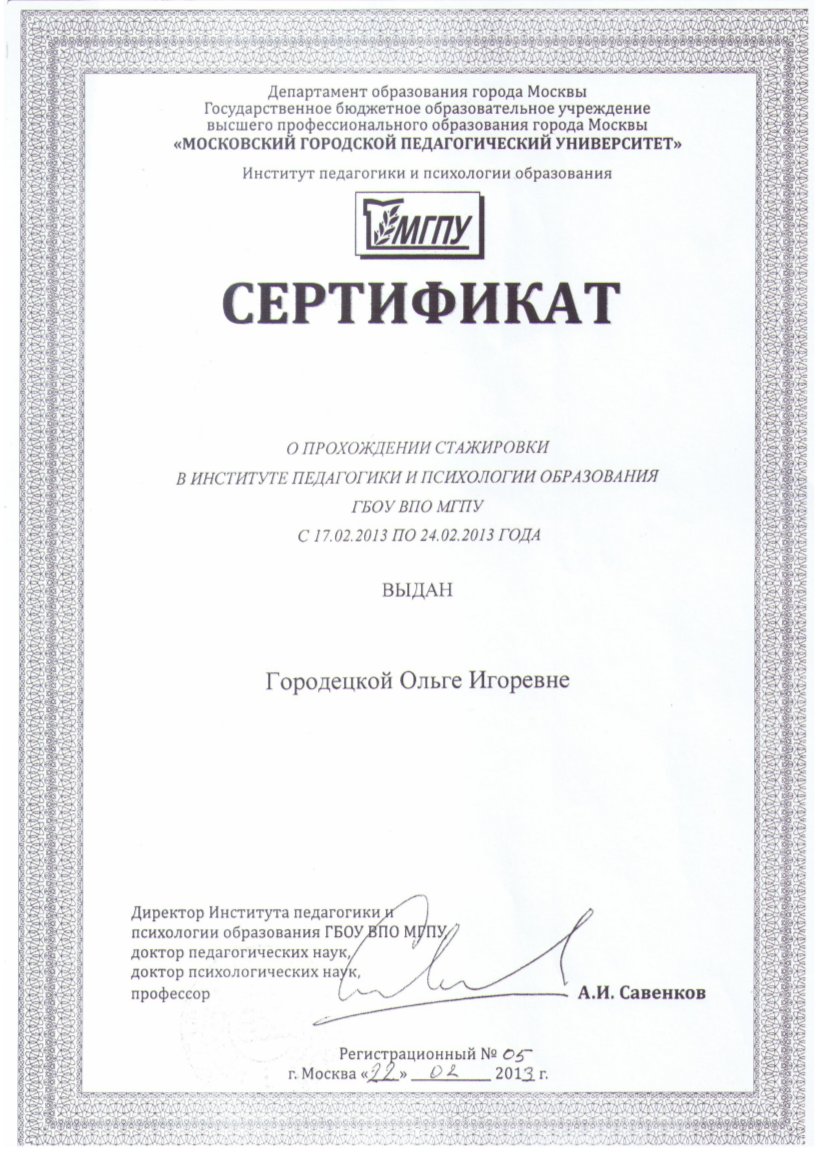 Департамент образования города Москвы
Государственное бюджетное образовательное учреждение
высшего профессионального образования города Москвы
«МОСКОВСКИЙ ГОРОДСКОЙ ПЕДАГОГИЧЕСКИЙ УНИВЕРСИТЕТ»
Институт педагогики и психологии образования
МГПУ
СЕРТИФИКАТ
О ПРОХОЖДЕНИИ СТАЖИРОВКИ
В ИНСТИТУТЕ ПЕДАГОГИКИ И ПСИХОЛОГИИ ОБРАЗОВАНИЯ
ГБОУ ВПО МГПУ
С 17.02.2013 ПО 24.02.2013 ГОДА
ВЫДАН
Городецкой Ольге Игоревне
Директор Института педагогики и
психологии образования ГБОУ ВПО МГПУ,
доктор педагогических наук,
доктор психологических наук,
профессор
А.И. Савенков
Регистрационный № 05
г. Москва «22» 02 2013 г.